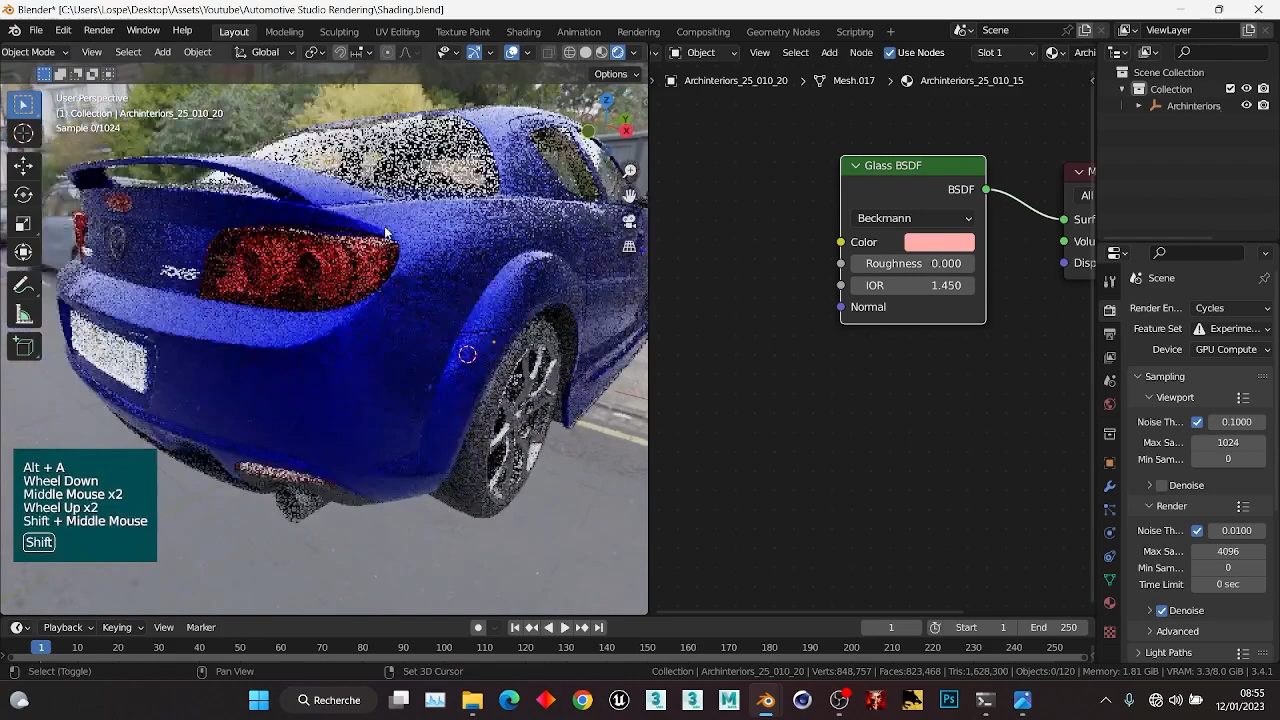 Blender* [C:\Users\Lospe\Desktop\Assets\Youtube\Automotive Studio Rendering\Shading.blend]
File Edit Render Window Help Layout Modeling Sculpting UV Editing Texture Paint Shading Animation Rendering Compositing Geometry Nodes Scripting + Scene ViewLayer
Object Mode View Select Add Object Global Object View Select Add Node Use Nodes Slot 1 Archi
Options
Archinteriors_25_010_20 > Mesh.017 > Archinteriors_25_010_15
Scene Collection
Collection
Archinteriors
User Perspective
(1) Collection | Archinteriors_25_010_20
Sample 0/1024
Z
Y
X
Glass BSDF
BSDF
Beckmann
Color
Roughness 0.000
IOR 1.450
Normal
M
All
Surf
Volu
Disp
Scene
Render En... Cycles
Feature Set Experime...
Device GPU Compute
Sampling
Viewport
Noise Th... 0.1000
Max Sa... 1024
Min Sam... 0
Denoise
Render
Noise Th... 0.0100
Max Sa... 4096
Min Sam... 0
Time Limit 0 sec
Denoise
Advanced
Light Paths
Alt + A
Wheel Down
Middle Mouse x2
Wheel Up x2
Shift + Middle Mouse
Shift
Playback Keying View Marker 1 Start 1 End 250
1 10 20 30 40 50 60 70 80 90 100 110 120 130 140 150 160 170 180 190 200 210 220 230 240 250
Select (Toggle) Pan View Set 3D Cursor Collection | Archinteriors_25_010_20 | Verts:848,757 | Faces:823,468 | Tris:1,628,300 | Objects:0/120 | Memory: 1.81 GiB | VRAM: 3.3/8.0 GiB | 3.4.1
Recherche
08:53
12/01/2023